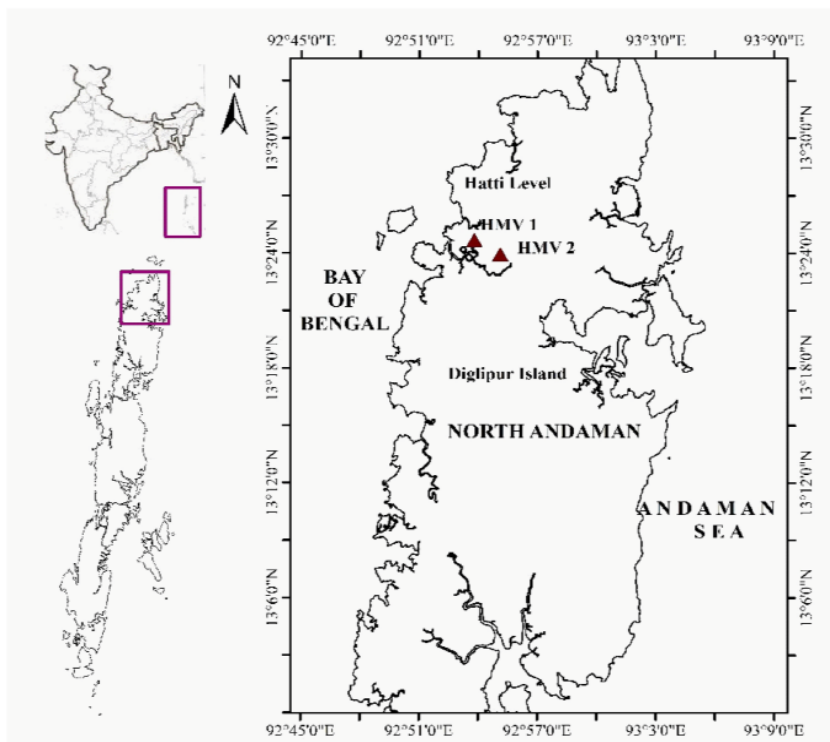 92°45'0"E 92°51'0"E 92°57'0"E 93°3'0"E 93°9'0"E
N
13°30'0"N 13°30'0"N
Hatti Level
HMV 1
HMV 2
13°24'0"N 13°24'0"N
BAY
OF
BENGAL
13°18'0"N 13°18'0"N
Diglipur Island
NORTH ANDAMAN
13°12'0"N 13°12'0"N
ANDAMAN
SEA
13°6'0"N 13°6'0"N
92°45'0"E 92°51'0"E 92°57'0"E 93°3'0"E 93°9'0"E